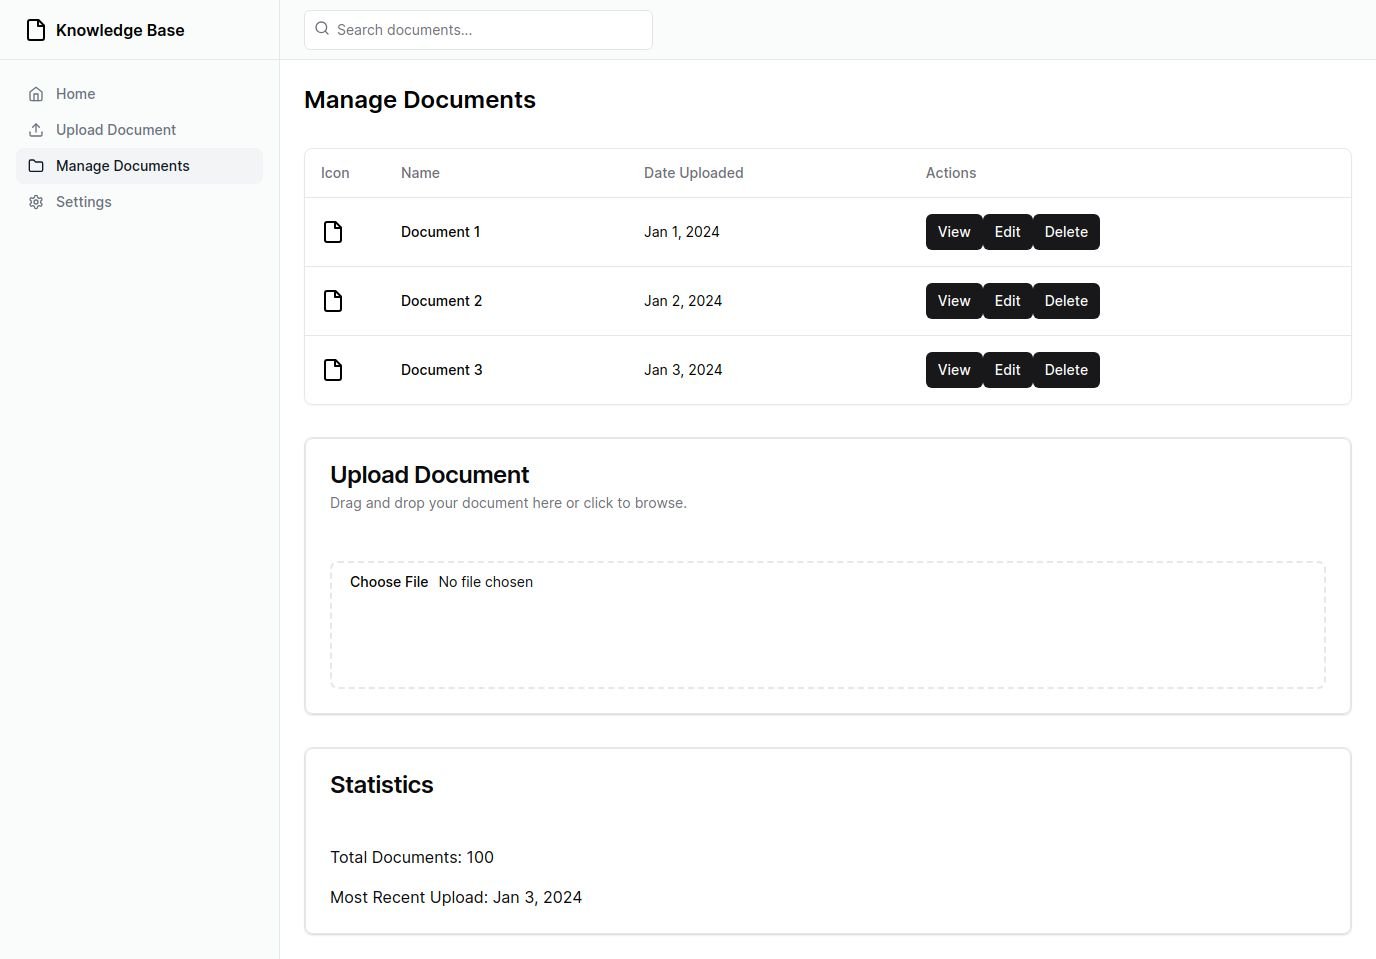 Knowledge Base
Search documents...
Home
Upload Document
Manage Documents
Settings
Manage Documents
Icon Name Date Uploaded Actions
Document 1 Jan 1, 2024 View Edit Delete
Document 2 Jan 2, 2024 View Edit Delete
Document 3 Jan 3, 2024 View Edit Delete
Upload Document
Drag and drop your document here or click to browse.
Choose File No file chosen
Statistics
Total Documents: 100
Most Recent Upload: Jan 3, 2024